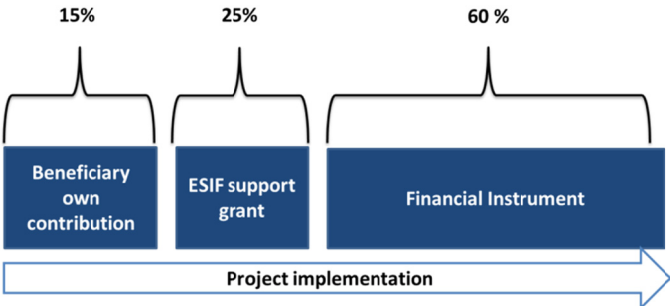 15%
25%
60 %
Beneficiary
own
contribution
ESIF support
grant
Financial Instrument
Project implementation